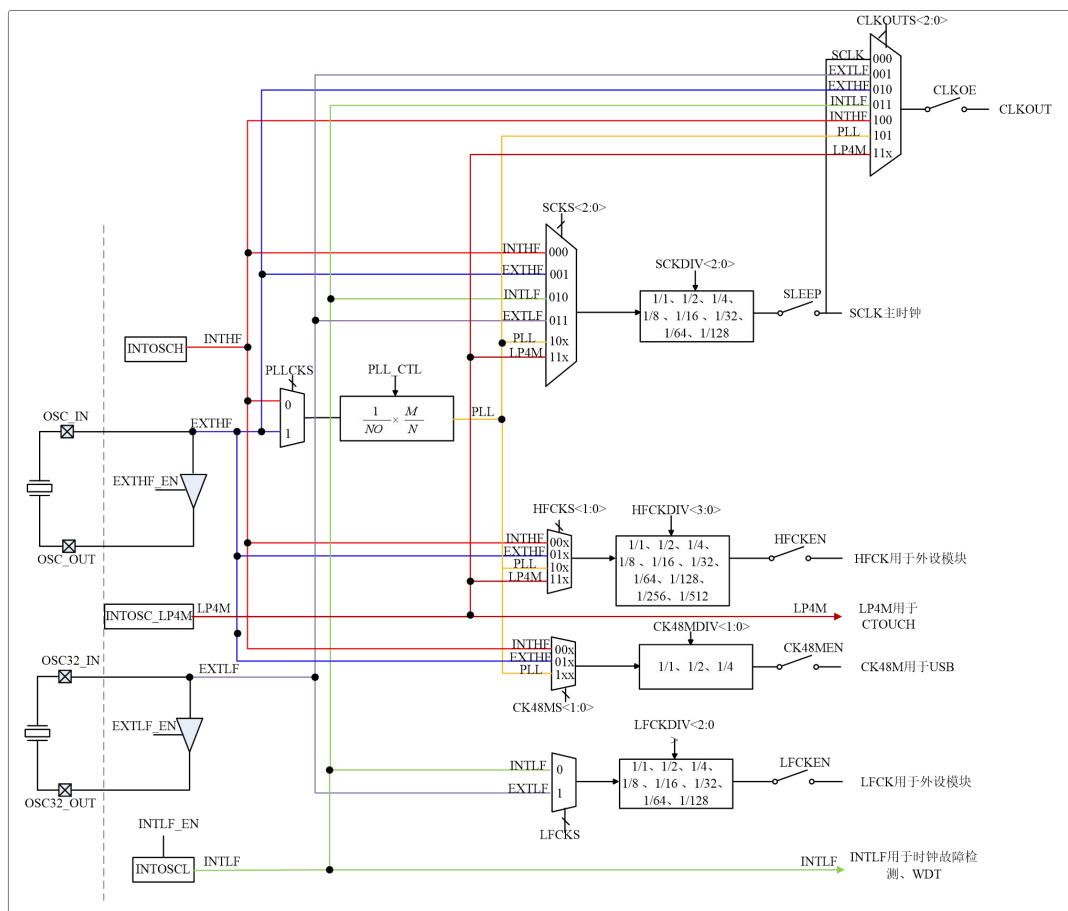 CLKOUTS<2:0>
SCLK
000
EXTLF
001
EXTHF
010
CLKOE
INTLF
011
CLKOUT
INTHF
100
PLL
101
LP4M
11x
SCKS<2:0>
INTHF
000
SCKDIV<2:0>
EXTHF
001
INTLF
010
1/1、1/2、1/4、
1/8 、1/16 、1/32、
1/64、1/128
SLEEP
SCLK主时钟
EXTLF
011
PLL
10x
LP4M
11x
INTOSCH
INTHF
PLLCKS
PLL_CTL
0
1
1/NO × M/N
PLL
OSC_IN
EXTHF
EXTHF_EN
OSC_OUT
HFCKS<1:0>
HFCKDIV<3:0>
INTHF
00x
EXTHF
01x
PLL
10x
LP4M
11x
1/1、1/2、1/4、
1/8 、1/16 、1/32、
1/64、1/128、
1/256、1/512
HFCKEN
HFCK用于外设模块
INTOSC_LP4M
LP4M
LP4M
LP4M用于
CTOUCH
CK48MDIV<1:0>
INTHF
00x
EXTHF
01x
PLL
1xx
CK48MS<1:0>
1/1、1/2、1/4
CK48MEN
CK48M用于USB
OSC32_IN
EXTLF
EXTLF_EN
OSC32_OUT
LFCKDIV<2:0
>
INTLF
0
EXTLF
1
LFCKS
1/1、1/2、1/4、
1/8 、1/16 、1/32、
1/64、1/128
LFCKEN
LFCK用于外设模块
INTLF_EN
INTOSCL
INTLF
INTLF
INTLF用于时钟故障检
测、WDT